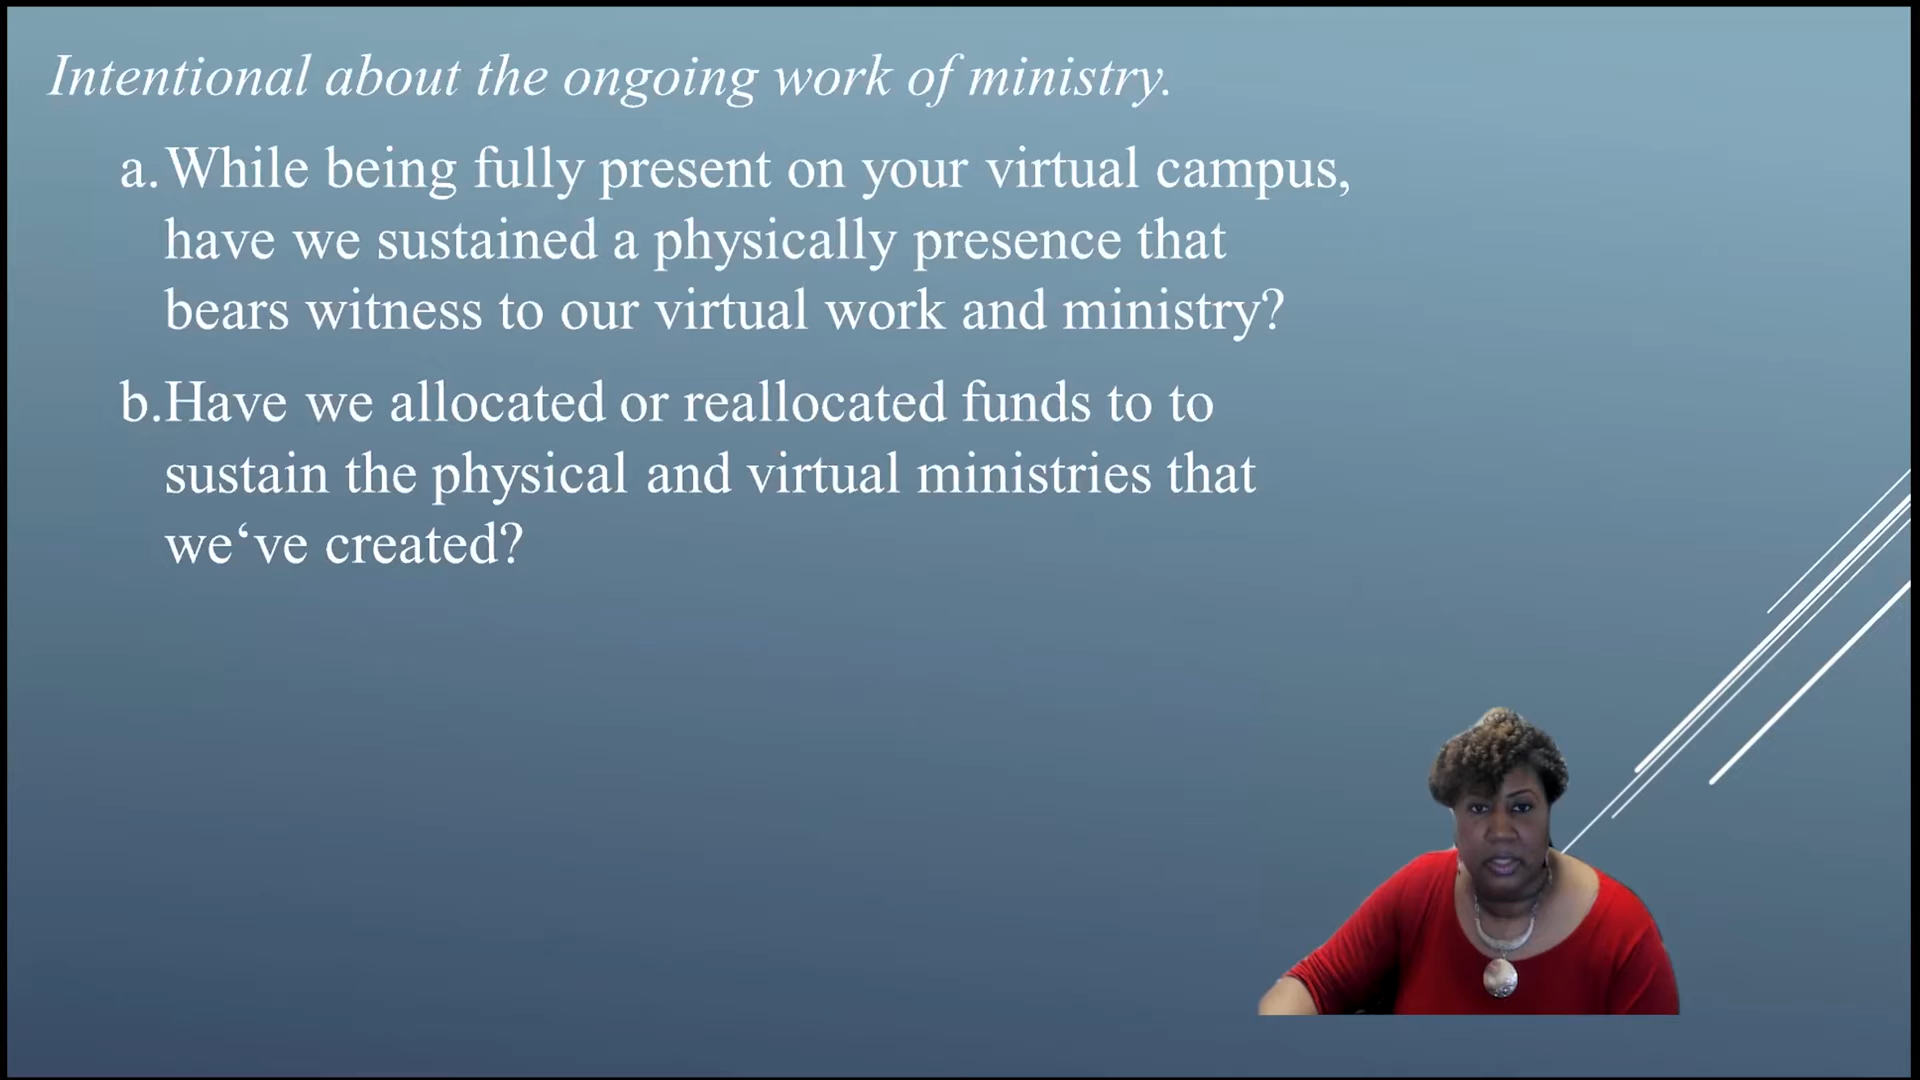 Intentional about the ongoing work of ministry.
a. While being fully present on your virtual campus,
have we sustained a physically presence that
bears witness to our virtual work and ministry?
b.Have we allocated or reallocated funds to to
sustain the physical and virtual ministries that
we‘ve created?